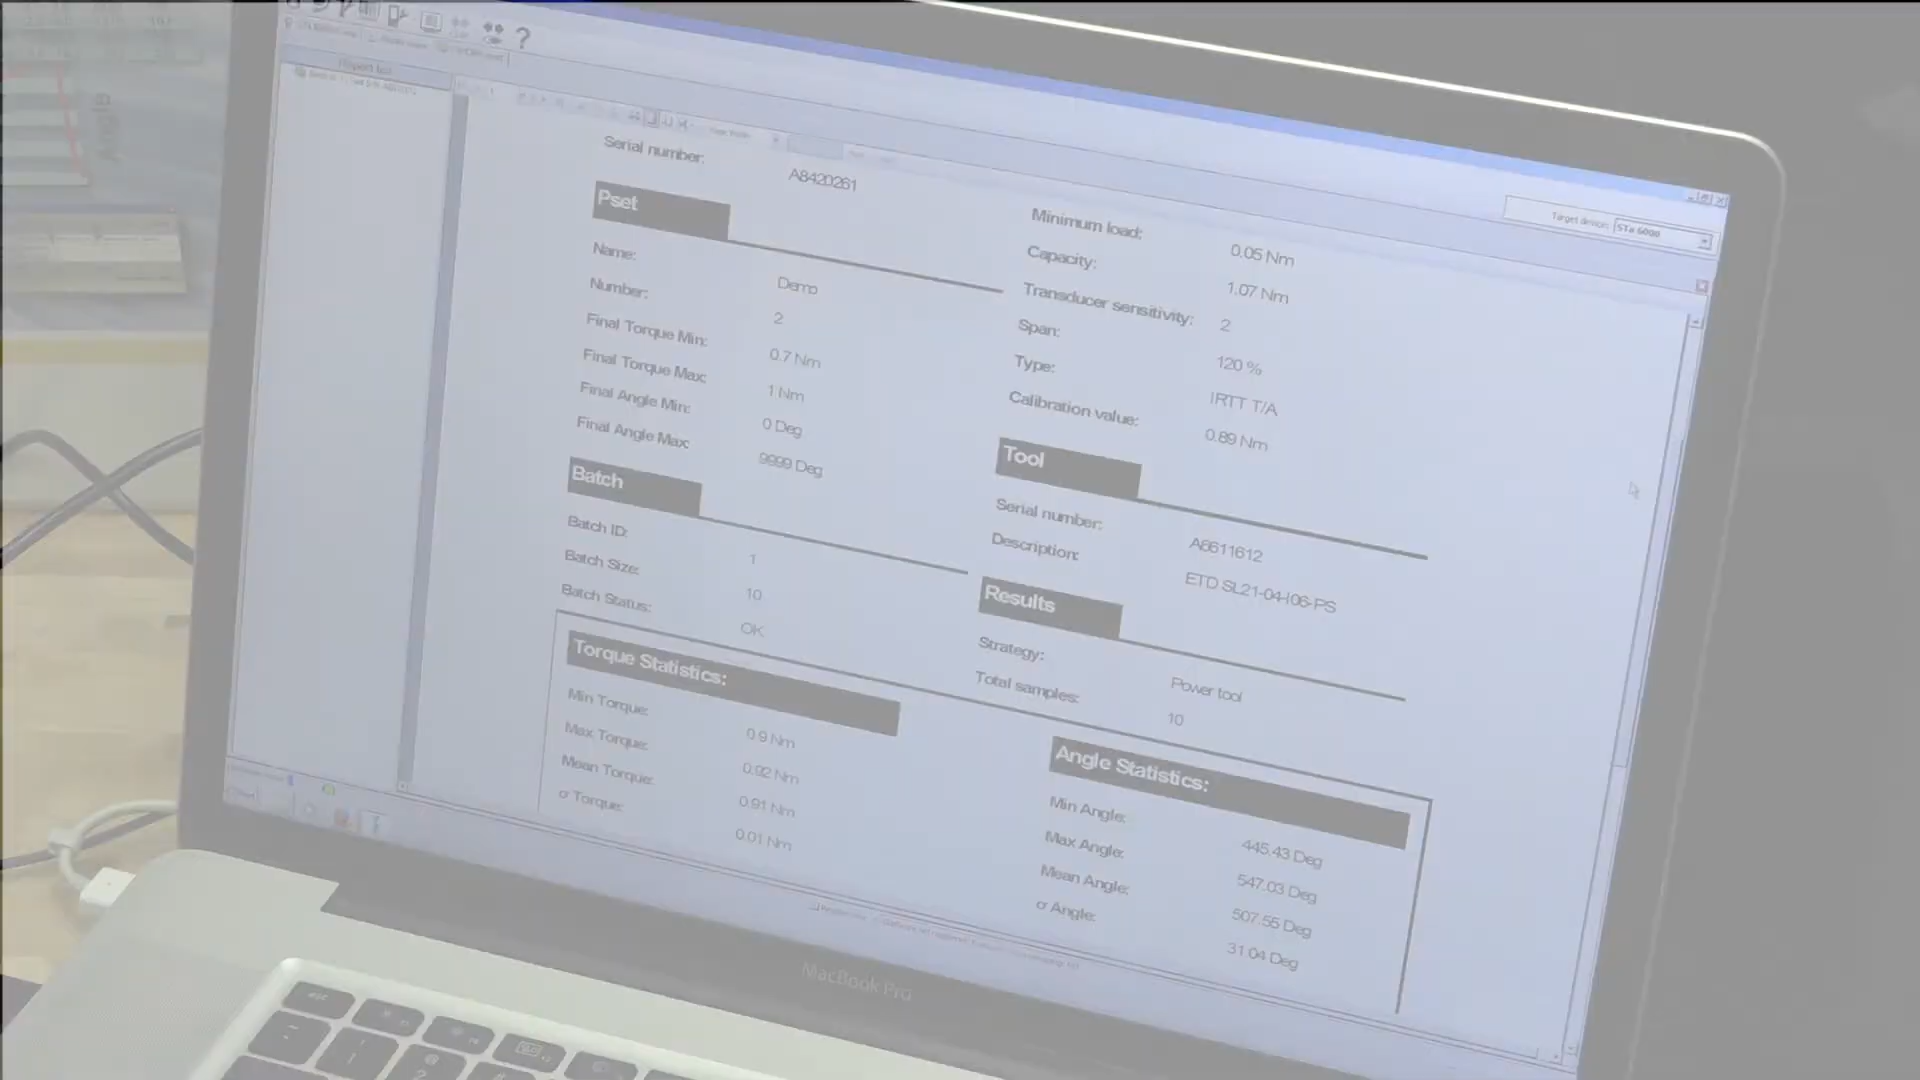 ?
Angle
Target device: STa 6000
Serial number: A8420261
Pset
Name: Demo
Number: 2
Final Torque Min: 0.7 Nm
Final Torque Max: 1 Nm
Final Angle Min: 0 Deg
Final Angle Max: 9999 Deg
Batch
Batch ID: 1
Batch Size: 10
Batch Status: OK
Minimum load: 0.05 Nm
Capacity: 1.07 Nm
Transducer sensitivity: 2
Span: 120 %
Type: IRTT T/A
Calibration value: 0.89 Nm
Tool
Serial number: A6611612
Description: ETD SL21-04-I06-PS
Results
Strategy: Power tool
Total samples: 10
Torque Statistics:
Min Torque: 0.9 Nm
Max Torque: 0.92 Nm
Mean Torque: 0.91 Nm
σ Torque: 0.01 Nm
Angle Statistics:
Min Angle: 445.43 Deg
Max Angle: 547.03 Deg
Mean Angle: 507.55 Deg
σ Angle: 31.04 Deg
MacBook Pro